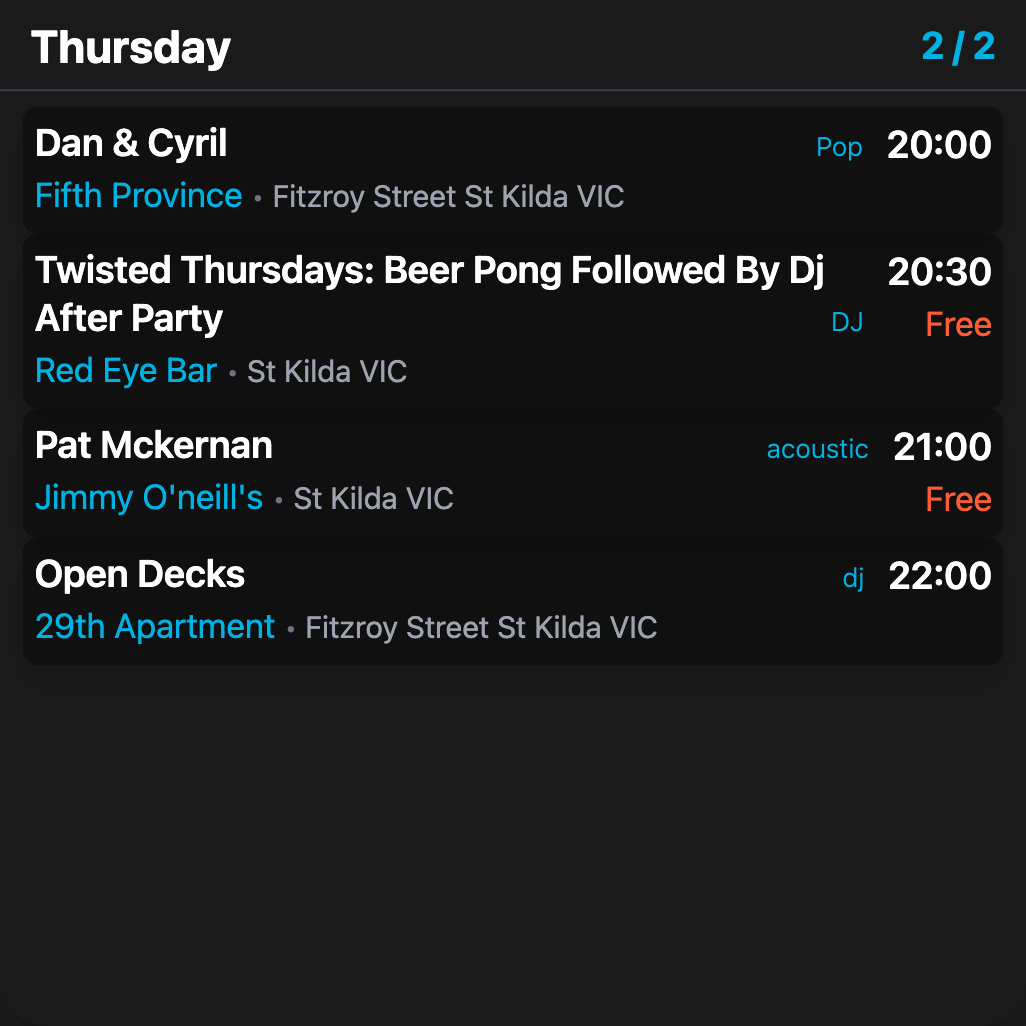 Thursday 2 / 2
Dan & Cyril Pop 20:00
Fifth Province • Fitzroy Street St Kilda VIC
Twisted Thursdays: Beer Pong Followed By Dj 20:30
After Party DJ Free
Red Eye Bar • St Kilda VIC
Pat Mckernan acoustic 21:00
Jimmy O'neill's • St Kilda VIC Free
Open Decks dj 22:00
29th Apartment • Fitzroy Street St Kilda VIC